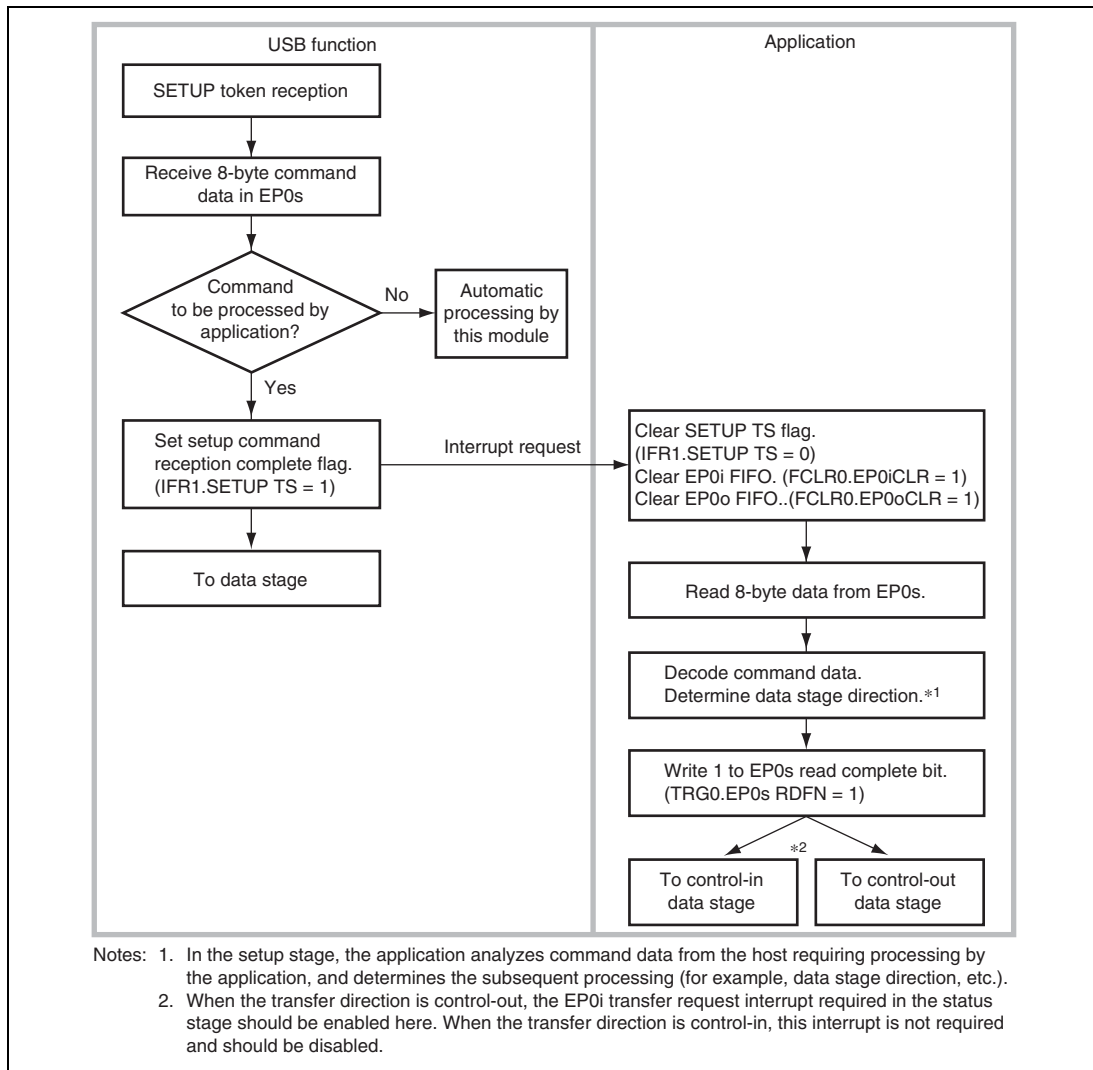 USB function
Application
SETUP token reception
Receive 8-byte command
data in EP0s
Command
to be processed by
application?
No
Automatic
processing by
this module
Yes
Set setup command
reception complete flag.
(IFR1.SETUP TS = 1)
Interrupt request
Clear SETUP TS flag.
(IFR1.SETUP TS = 0)
Clear EP0i FIFO. (FCLR0.EP0iCLR = 1)
Clear EP0o FIFO..(FCLR0.EP0oCLR = 1)
To data stage
Read 8-byte data from EP0s.
Decode command data.
Determine data stage direction.*1
Write 1 to EP0s read complete bit.
(TRG0.EP0s RDFN = 1)
*2
To control-in
data stage
To control-out
data stage
Notes: 1. In the setup stage, the application analyzes command data from the host requiring processing by
the application, and determines the subsequent processing (for example, data stage direction, etc.).
2. When the transfer direction is control-out, the EP0i transfer request interrupt required in the status
stage should be enabled here. When the transfer direction is control-in, this interrupt is not required
and should be disabled.